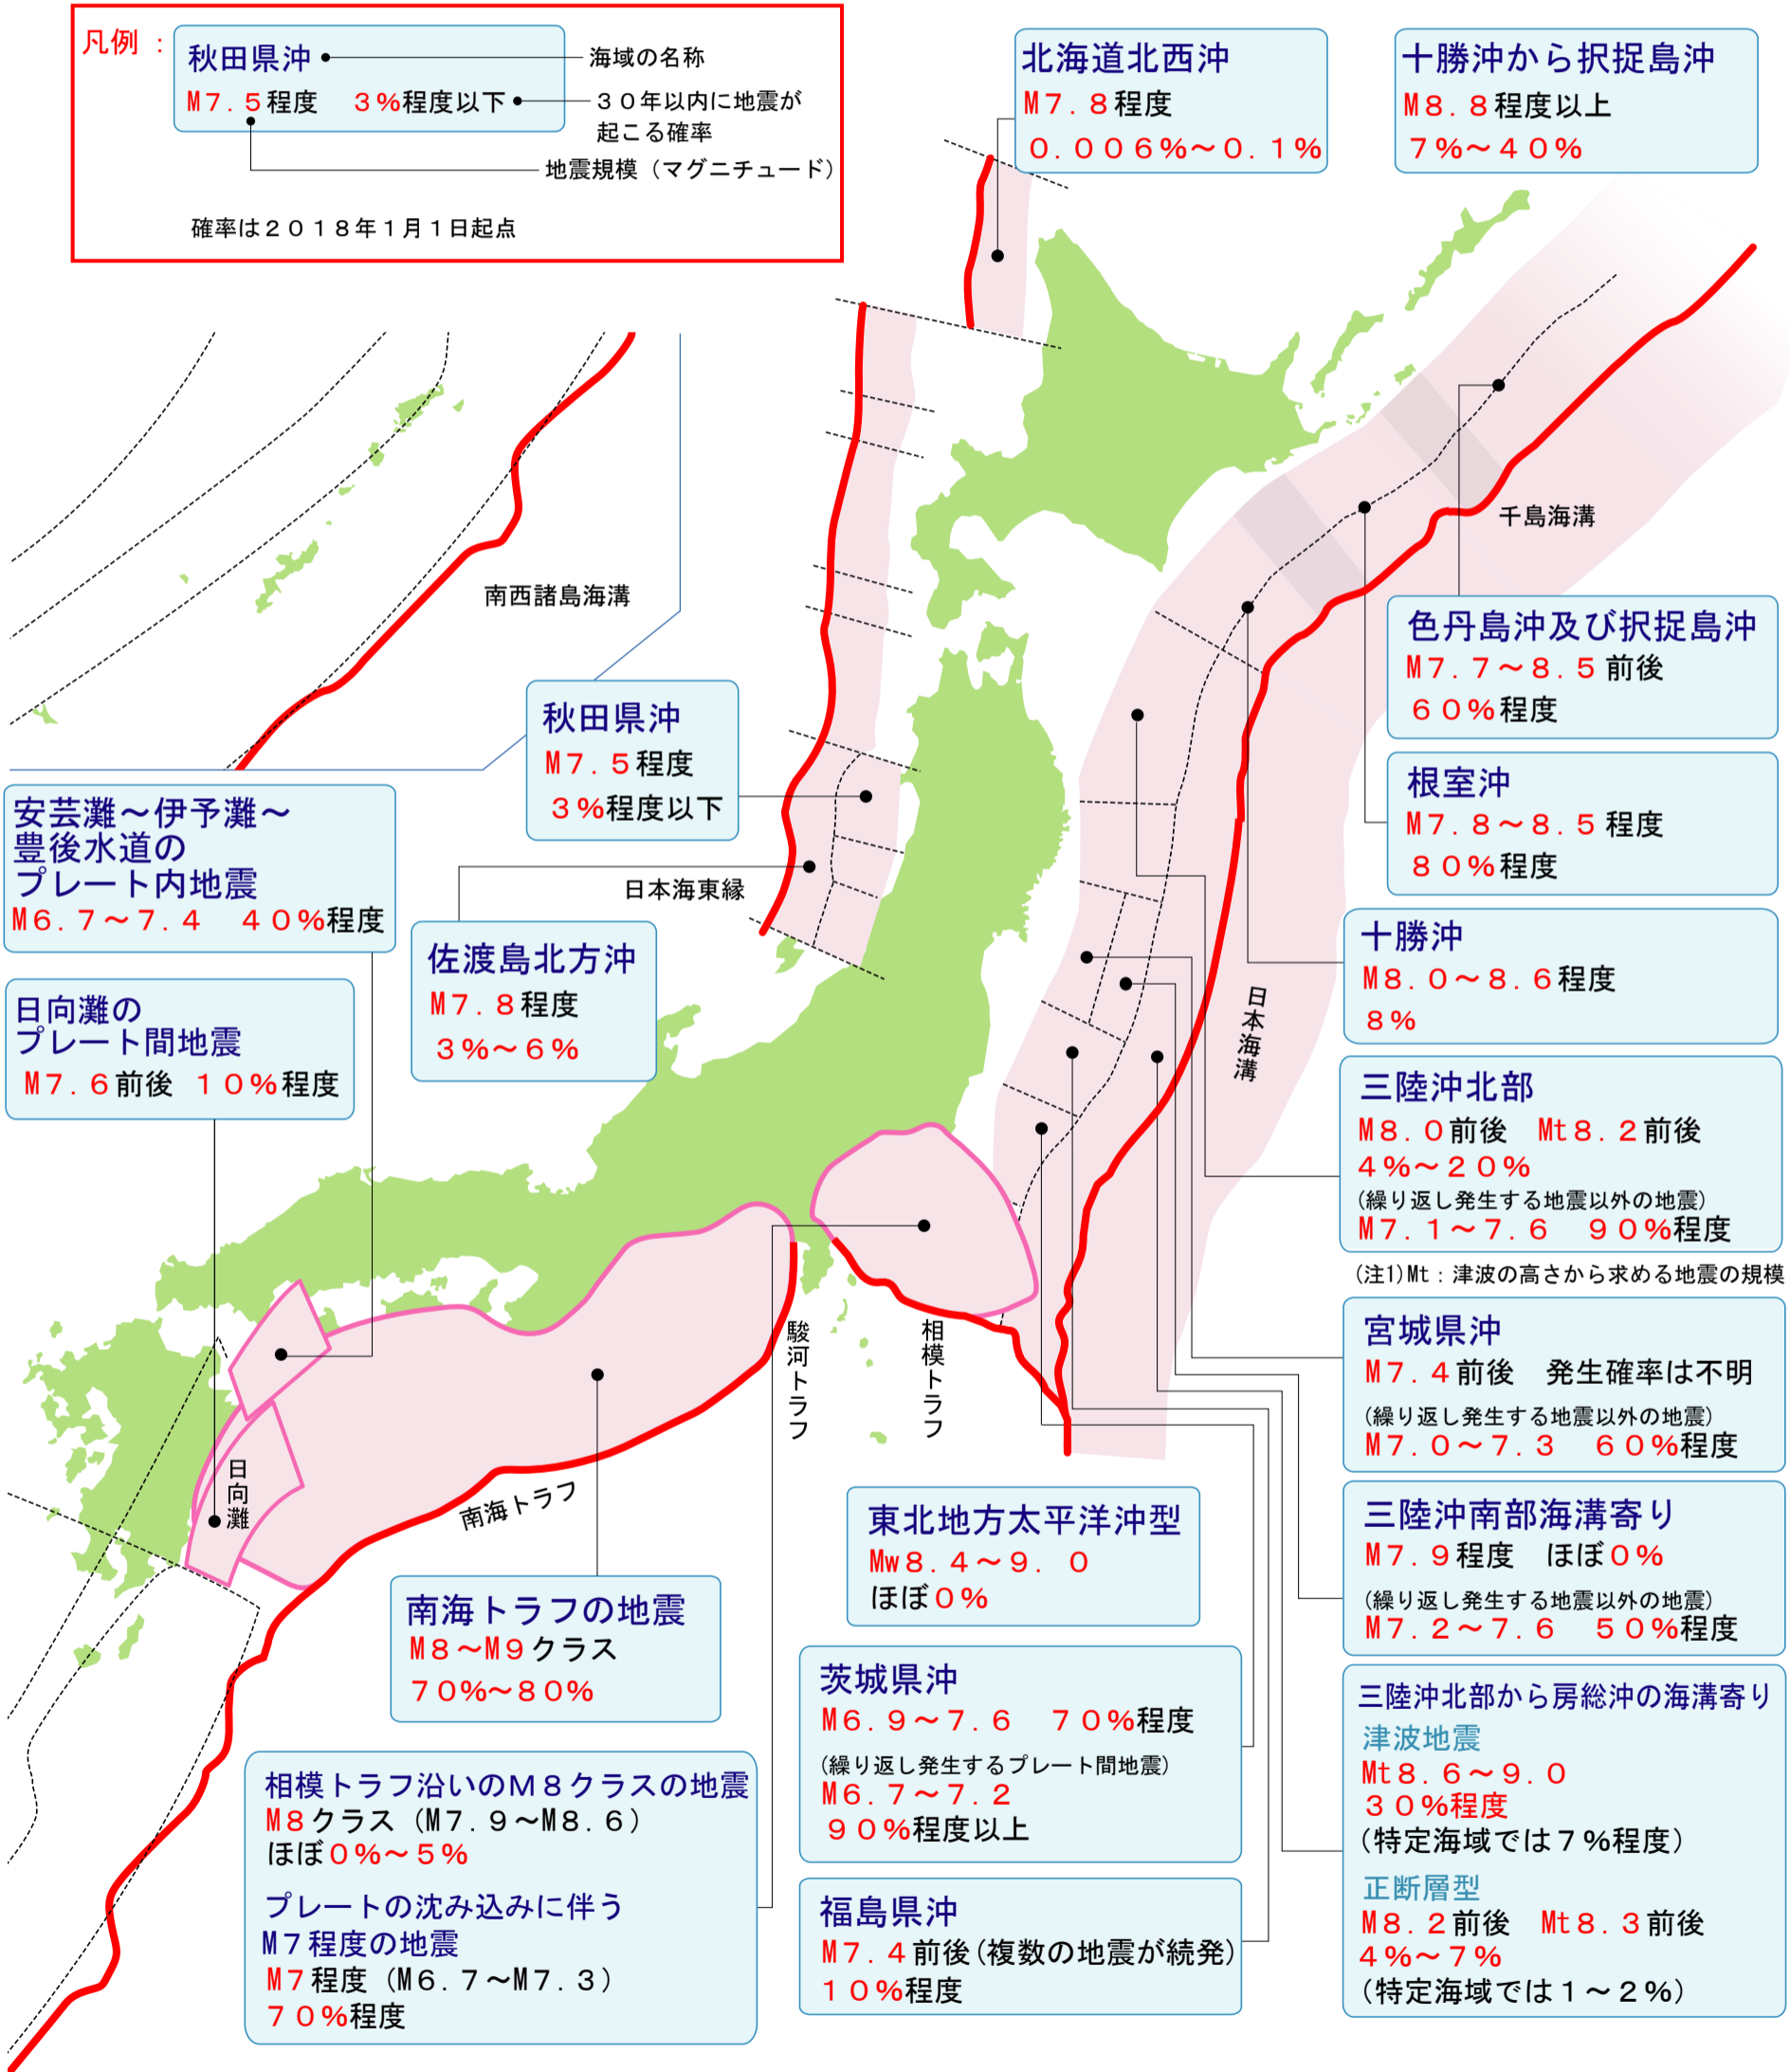 凡例：
秋田県沖
海域の名称
M7.5程度　3%程度以下
30年以内に地震が
起こる確率
地震規模（マグニチュード）
確率は2018年1月1日起点
北海道北西沖
M7.8程度
0.006%～0.1%
十勝沖から択捉島沖
M8.8程度以上
7%～40%
千島海溝
南西諸島海溝
色丹島沖及び択捉島沖
M7.7～8.5前後
60%程度
秋田県沖
M7.5程度
3%程度以下
根室沖
M7.8～8.5程度
80%程度
安芸灘～伊予灘～
豊後水道の
プレート内地震
M6.7～7.4　40%程度
日本海東縁
佐渡島北方沖
M7.8程度
3%～6%
十勝沖
M8.0～8.6程度
8%
日向灘の
プレート間地震
M7.6前後 10%程度
日本海溝
三陸沖北部
M8.0前後　Mt8.2前後
4%～20%
(繰り返し発生する地震以外の地震)
M7.1～7.6　90%程度
(注1)Mt：津波の高さから求める地震の規模
宮城県沖
M7.4前後　発生確率は不明
(繰り返し発生する地震以外の地震)
M7.0～7.3　60%程度
駿河トラフ
相模トラフ
日向灘
南海トラフ
三陸沖南部海溝寄り
M7.9程度　ほぼ0%
(繰り返し発生する地震以外の地震)
M7.2～7.6　50%程度
東北地方太平洋沖型
Mw8.4～9.0
ほぼ0%
南海トラフの地震
M8～M9クラス
70%～80%
茨城県沖
M6.9～7.6　70%程度
(繰り返し発生するプレート間地震)
M6.7～7.2
90%程度以上
三陸沖北部から房総沖の海溝寄り
津波地震
Mt8.6～9.0
30%程度
(特定海域では7%程度)
正断層型
M8.2前後　Mt8.3前後
4%～7%
(特定海域では1～2%)
相模トラフ沿いのM8クラスの地震
M8クラス（M7.9～M8.6）
ほぼ0%～5%
プレートの沈み込みに伴う
M7程度の地震
M7程度（M6.7～M7.3）
70%程度
福島県沖
M7.4前後(複数の地震が続発)
10%程度